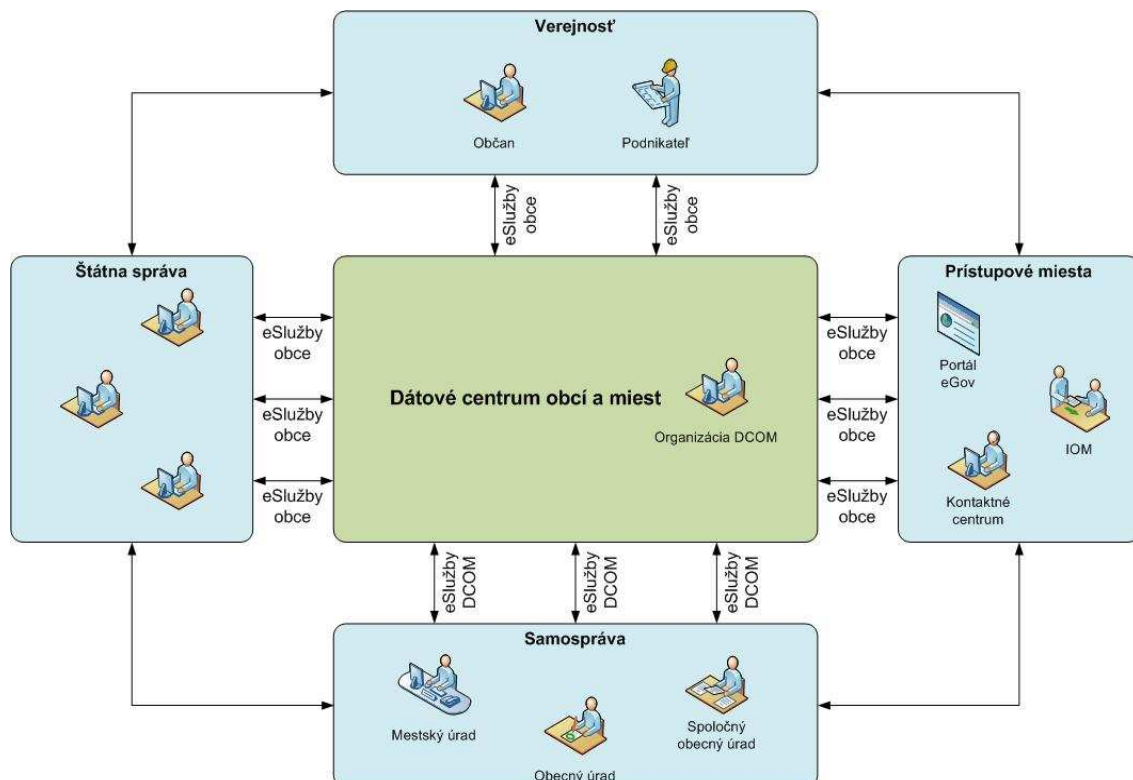 Verejnosť
Občan
Podnikateľ
eSlužby
obce
eSlužby
obce
Štátna správa
eSlužby
obce
eSlužby
obce
eSlužby
obce
Dátové centrum obcí a miest
Organizácia DCOM
eSlužby
obce
eSlužby
obce
eSlužby
obce
Prístupové miesta
Portál
eGov
IOM
Kontaktné
centrum
eSlužby
DCOM
eSlužby
DCOM
eSlužby
DCOM
Samospráva
Mestský úrad
Obecný úrad
Spoločný
obecný úrad